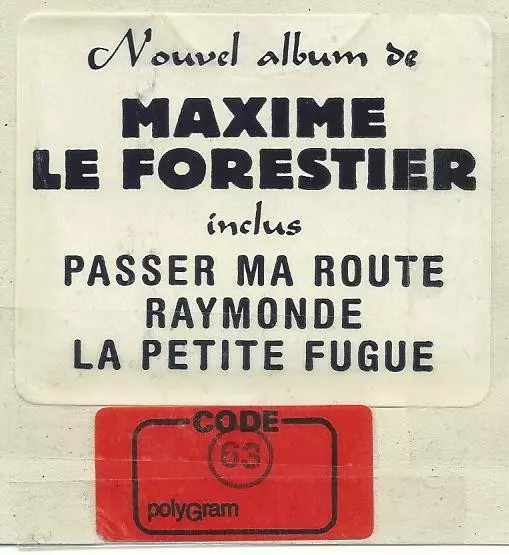 Nouvel album de
MAXIME
LE FORESTIER
inclus
PASSER MA ROUTE
RAYMONDE
LA PETITE FUGUE
CODE
63
polyGram